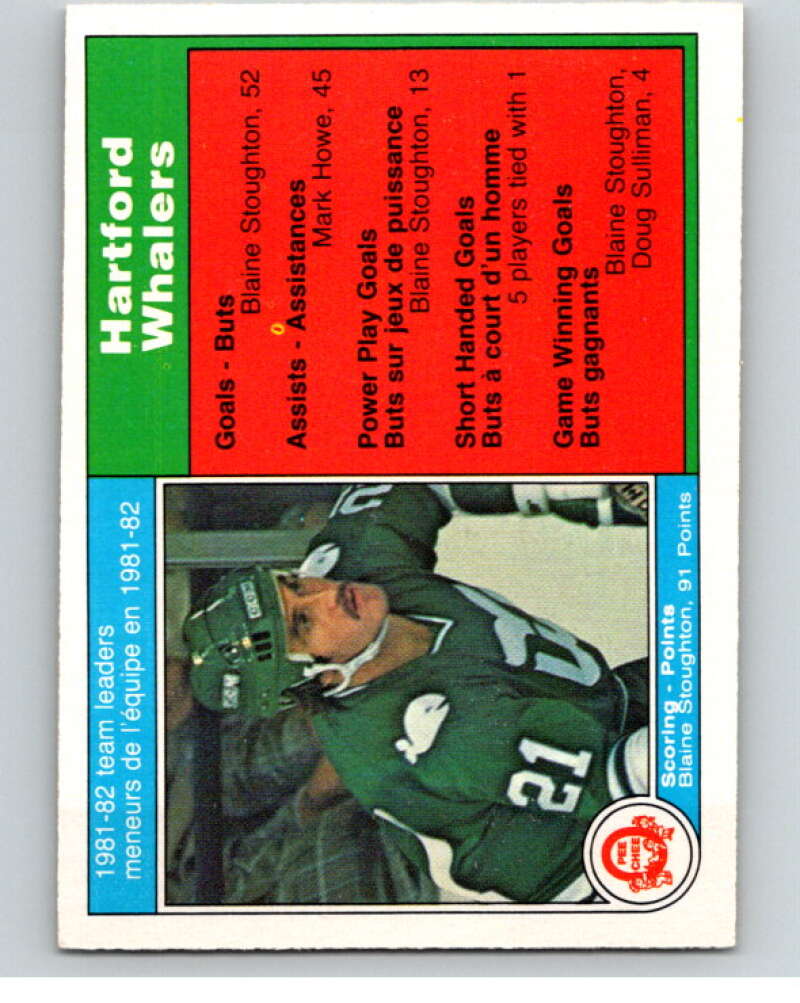 1981-82 team leaders
meneurs de l'équipe en 1981-82
Hartford
Whalers
Goals - Buts
Blaine Stoughton, 52
Assists - Assistances
Mark Howe, 45
Power Play Goals
Buts sur jeux de puissance
Blaine Stoughton, 13
Short Handed Goals
Buts à court d'un homme
5 players tied with 1
Game Winning Goals
Buts gagnants
Blaine Stoughton,
Doug Sulliman, 4
21
O
PEE
CHEE
Scoring - Points
Blaine Stoughton, 91 Points